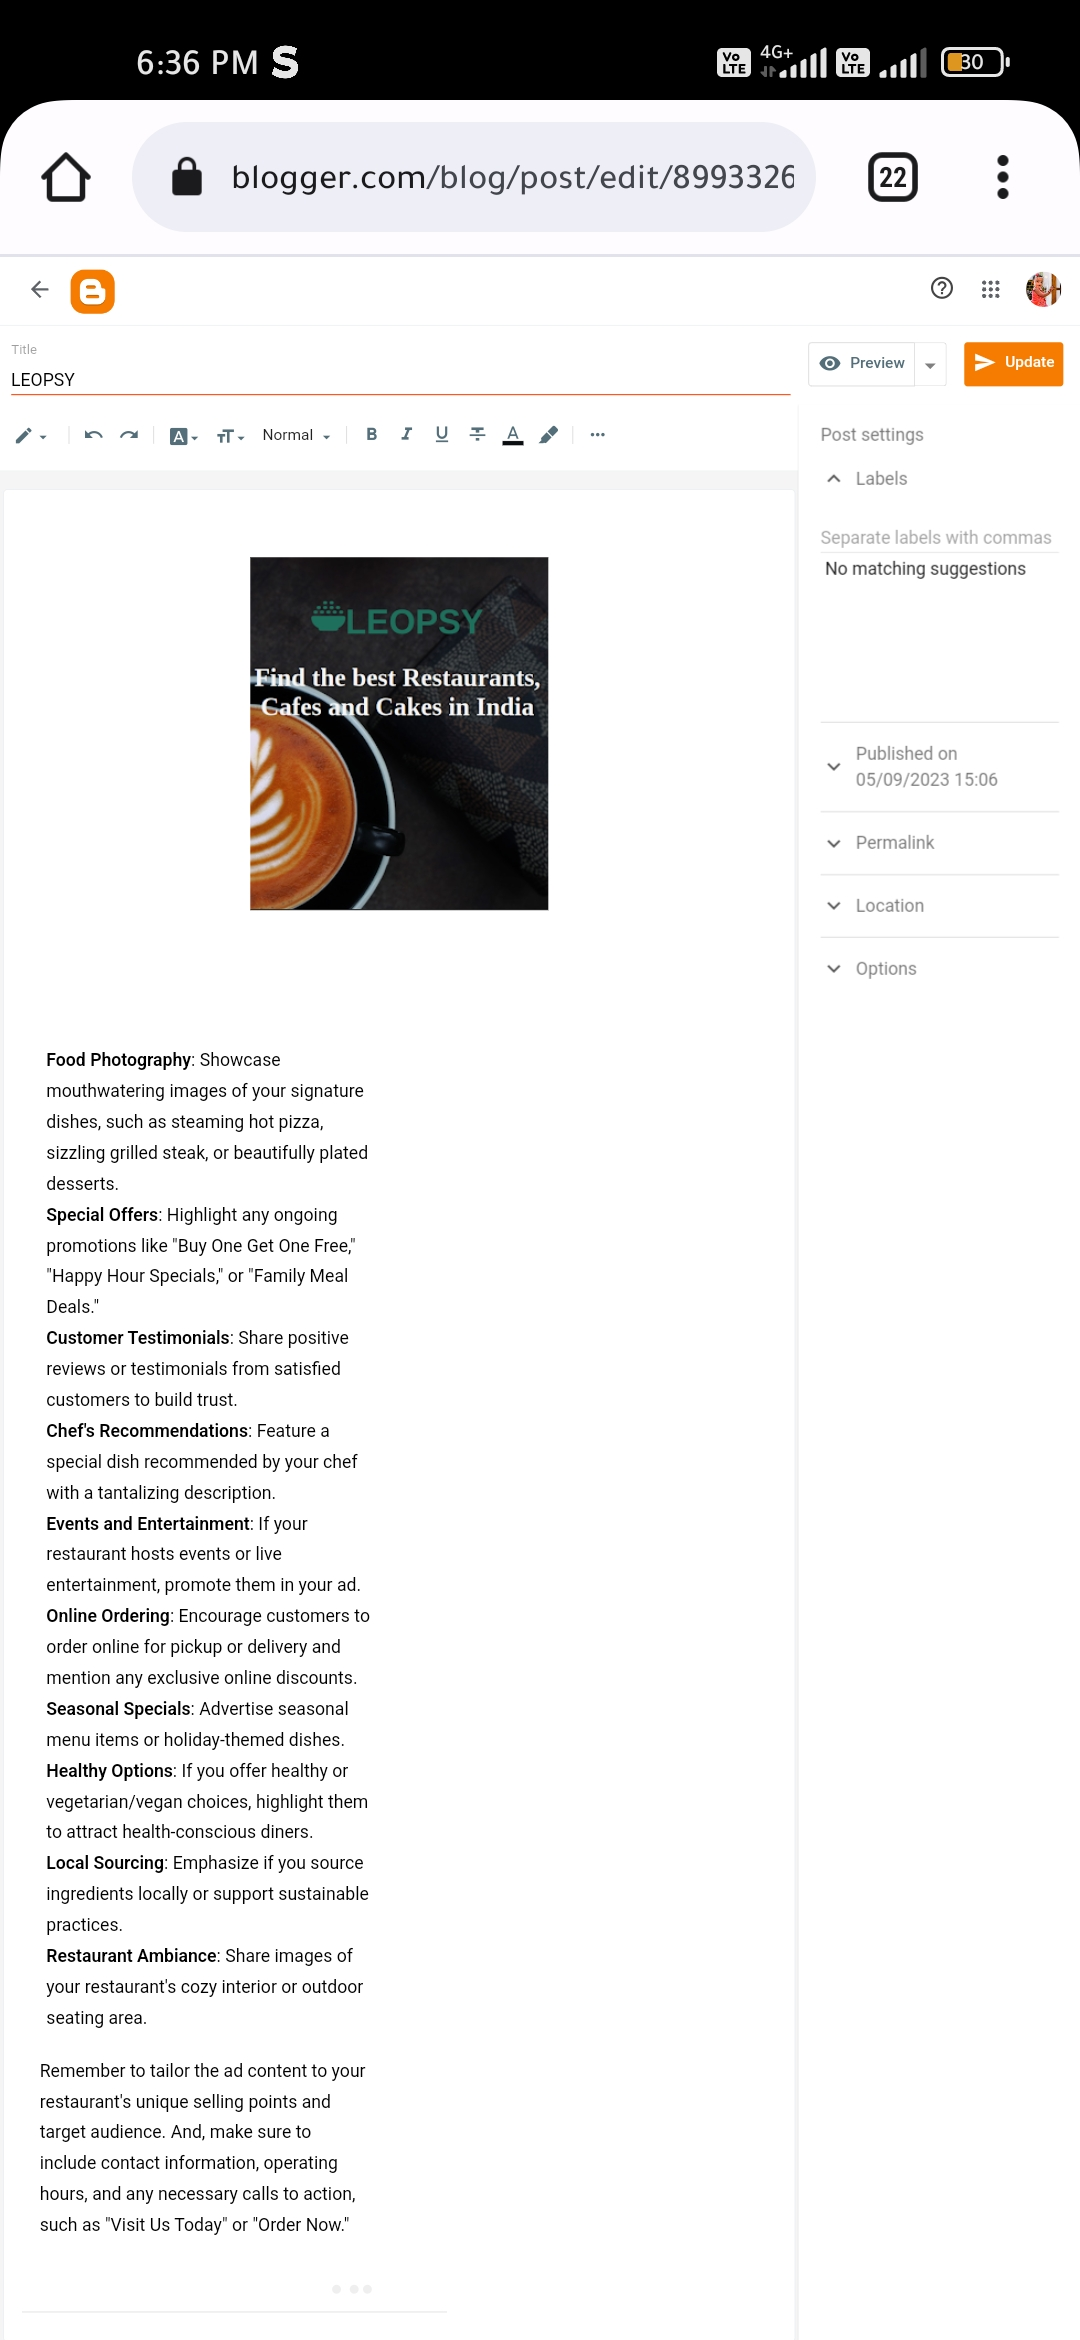 6:36 PM S
Vo LTE 4G+ Vo LTE 30
blogger.com/blog/post/edit/8993326
22
Title
LEOPSY
Preview
Update
Normal
B I U A
Post settings
Labels
Separate labels with commas
No matching suggestions
Published on
05/09/2023 15:06
Permalink
Location
Options
LEOPSY
Find the best Restaurants,
Cafes and Cakes in India
Food Photography: Showcase
mouthwatering images of your signature
dishes, such as steaming hot pizza,
sizzling grilled steak, or beautifully plated
desserts.
Special Offers: Highlight any ongoing
promotions like "Buy One Get One Free,"
"Happy Hour Specials," or "Family Meal
Deals."
Customer Testimonials: Share positive
reviews or testimonials from satisfied
customers to build trust.
Chef's Recommendations: Feature a
special dish recommended by your chef
with a tantalizing description.
Events and Entertainment: If your
restaurant hosts events or live
entertainment, promote them in your ad.
Online Ordering: Encourage customers to
order online for pickup or delivery and
mention any exclusive online discounts.
Seasonal Specials: Advertise seasonal
menu items or holiday-themed dishes.
Healthy Options: If you offer healthy or
vegetarian/vegan choices, highlight them
to attract health-conscious diners.
Local Sourcing: Emphasize if you source
ingredients locally or support sustainable
practices.
Restaurant Ambiance: Share images of
your restaurant's cozy interior or outdoor
seating area.
Remember to tailor the ad content to your
restaurant's unique selling points and
target audience. And, make sure to
include contact information, operating
hours, and any necessary calls to action,
such as "Visit Us Today" or "Order Now."